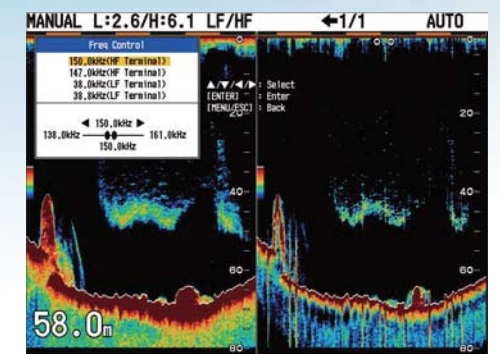 MANUAL L:2.6/H:6.1 LF/HF ←1/1 AUTO
Freq Control
150.0kHz(HF Terminal)
147.0kHz(HF Terminal)
38.0kHz(LF Terminal)
38.8kHz(LF Terminal)
▲/▼/◀/▶: Select
[ENTER] : Enter
[MENU/ESC] : Back
◀ 150.0kHz ▶
138.0kHz 161.0kHz
150.0kHz
0 0
20 20
40 40
60 60
80 80
58.0m